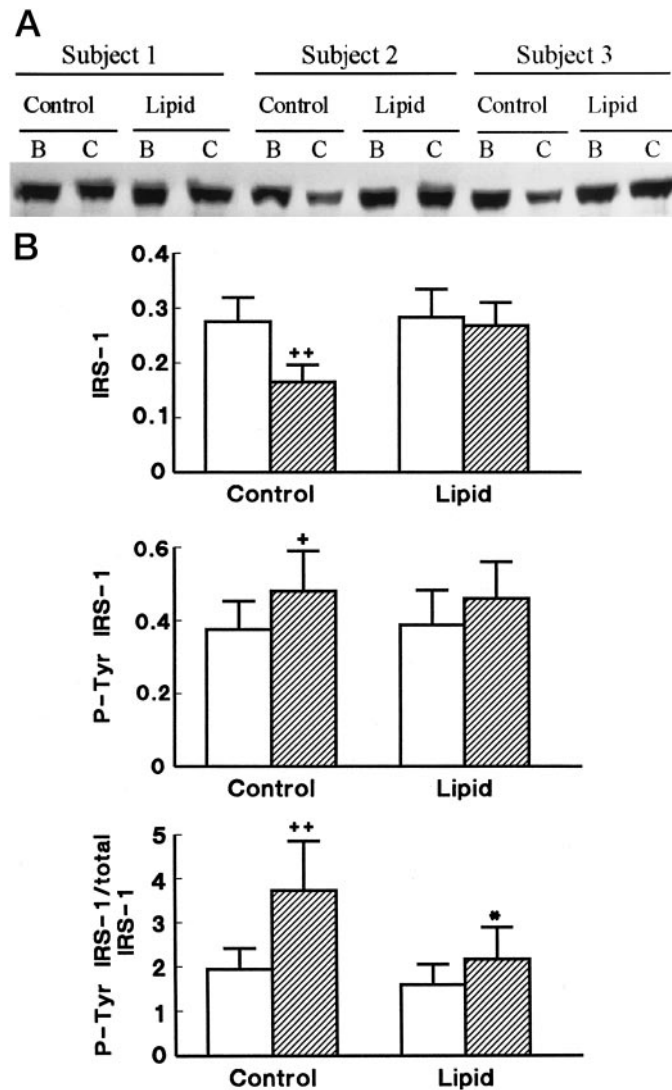 A
Subject 1 Subject 2 Subject 3
Control Lipid Control Lipid Control Lipid
B C B C B C B C B C B C
B
0.4
0.3
0.2
0.1
0
IRS-1
++
Control Lipid
0.6
0.4
0.2
0
P-Tyr IRS-1
+
Control Lipid
5
4
3
2
1
0
P-Tyr IRS-1/total
IRS-1
++
*
Control Lipid